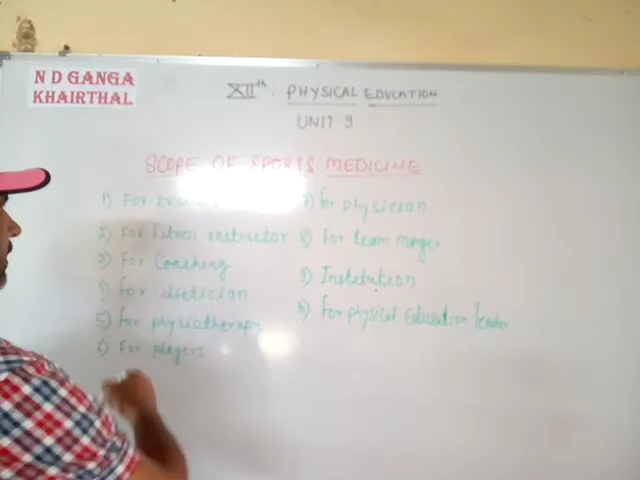 N D GANGA
KHAIRTHAL
XIIth. PHYSICAL EDUCATION
UNIT 9
SCOPE OF SPORTS MEDICINE
1) For
2) For fitness instructor
3) For Coaching
4) For dietician
5) For physiotherapy
6) For players
7) For physician
8) For team manger
9) Institution
10) For physical Education Teacher